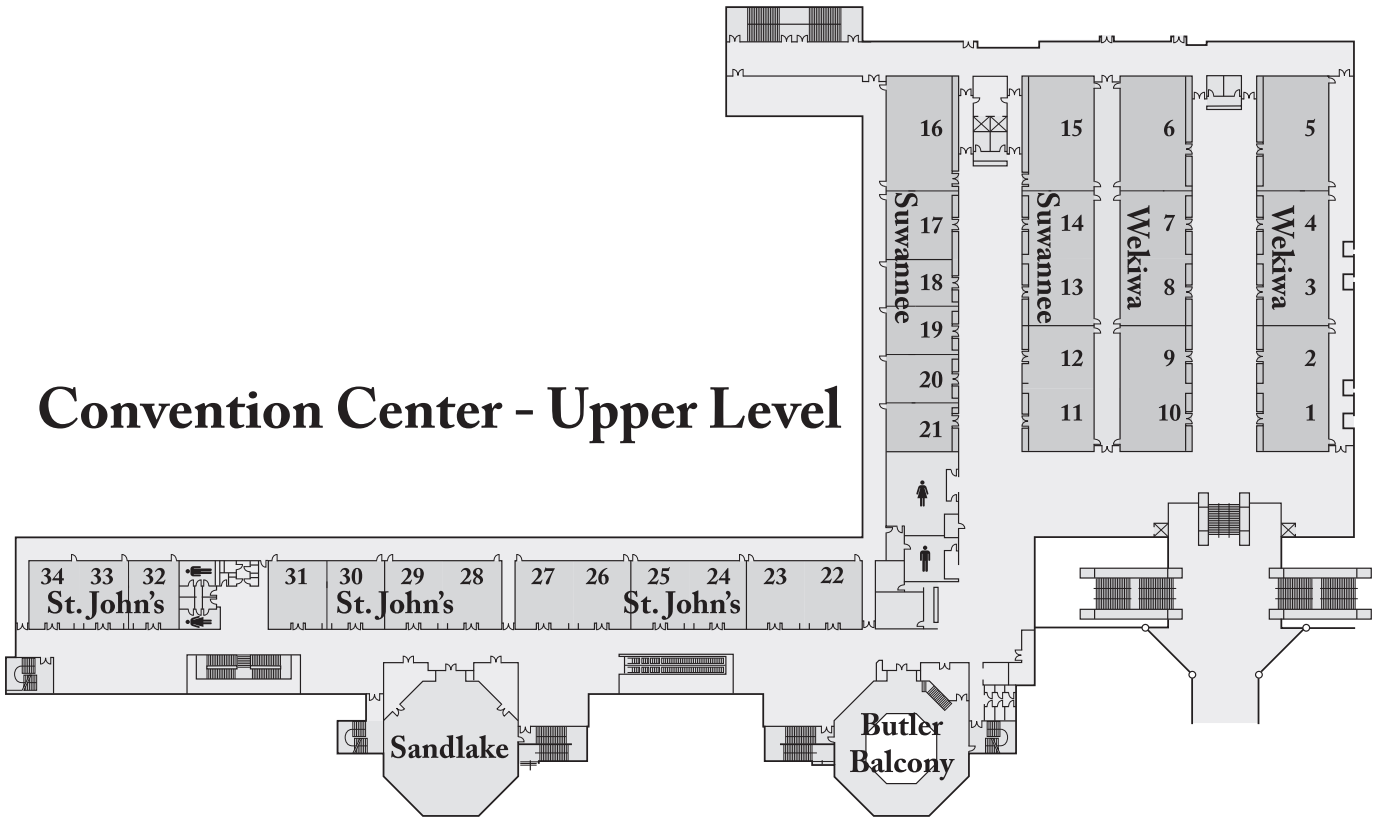 16
15
6
5
Suwannee
17
Suwannee
14
Wekiwa
7
Wekiwa
4
18
13
8
3
19
12
9
2
20
11
10
1
21
Convention Center - Upper Level
34 33 32
St. John's
31 30 29 28
St. John's
27 26 25 24 23 22
St. John's
Sandlake
Butler
Balcony